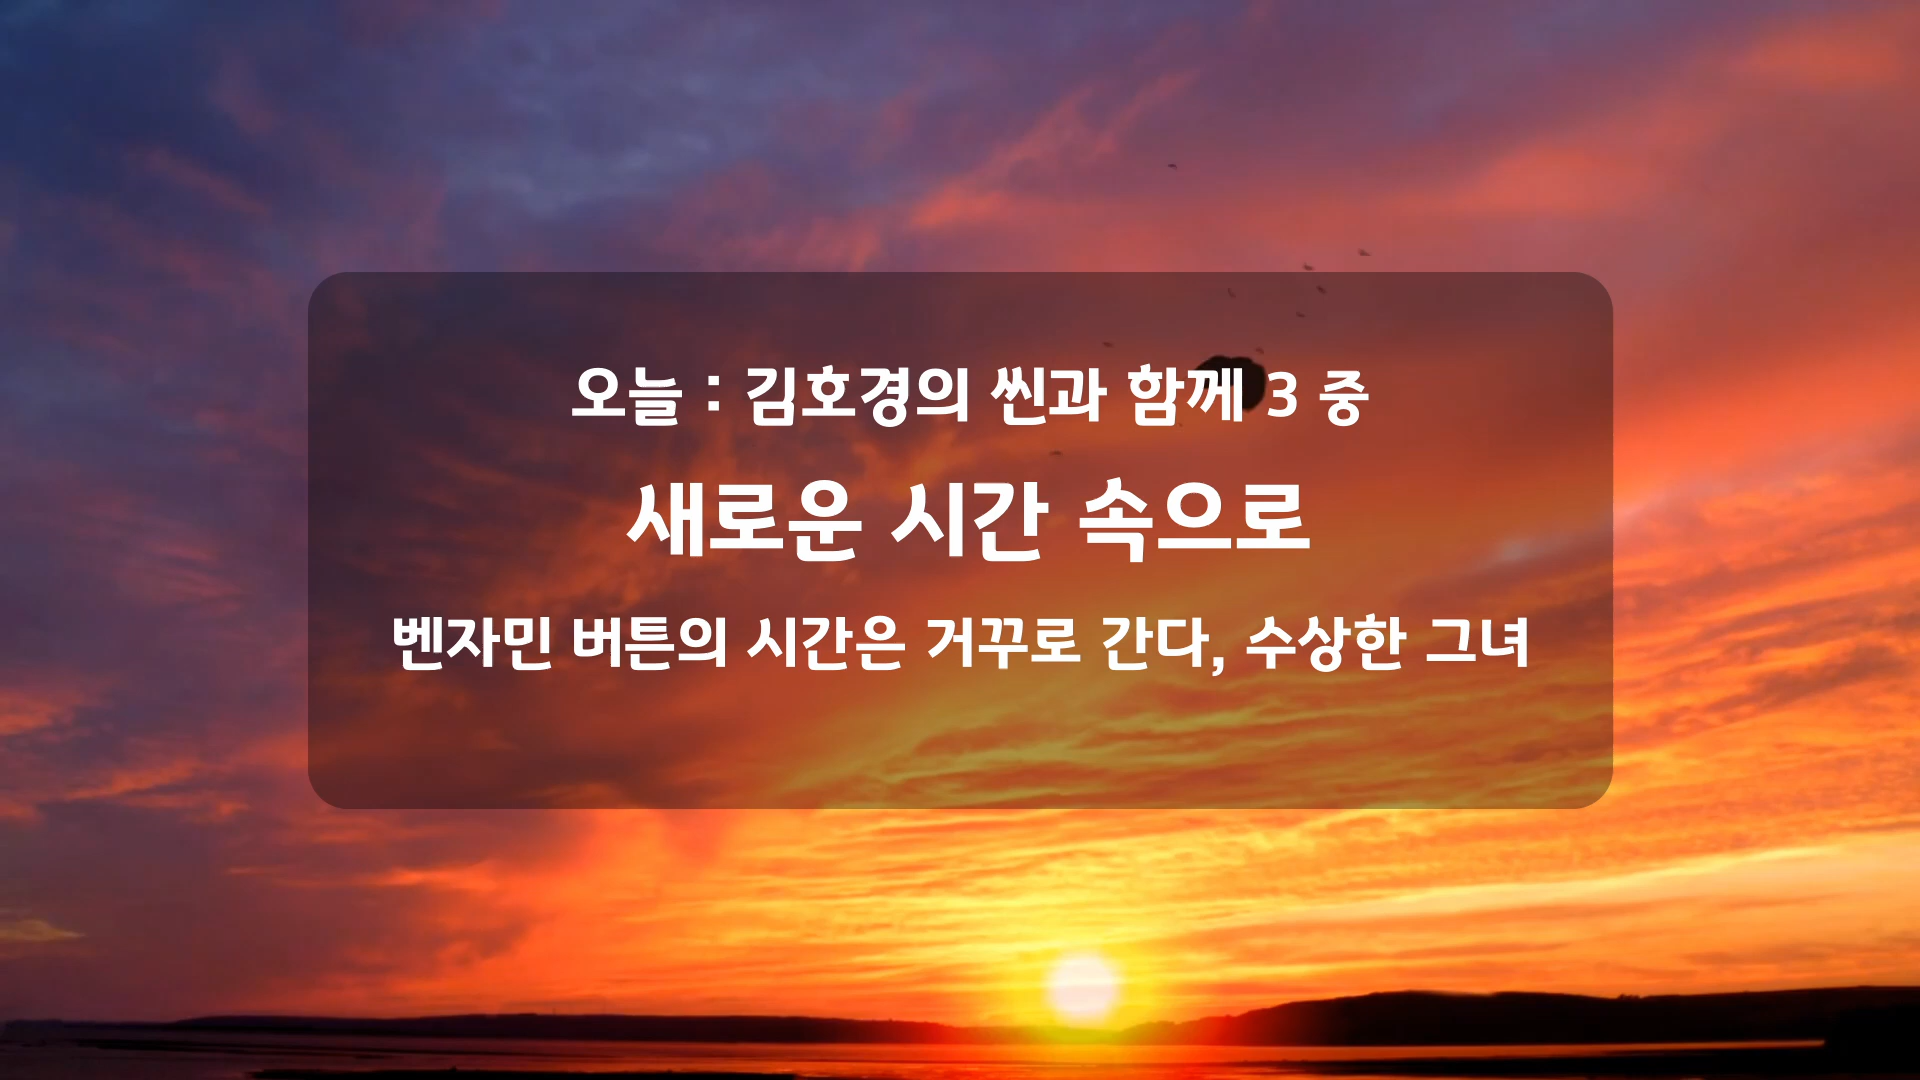 오늘 : 김호경의 씬과 함께 3 중
새로운 시간 속으로
벤자민 버튼의 시간은 거꾸로 간다, 수상한 그녀